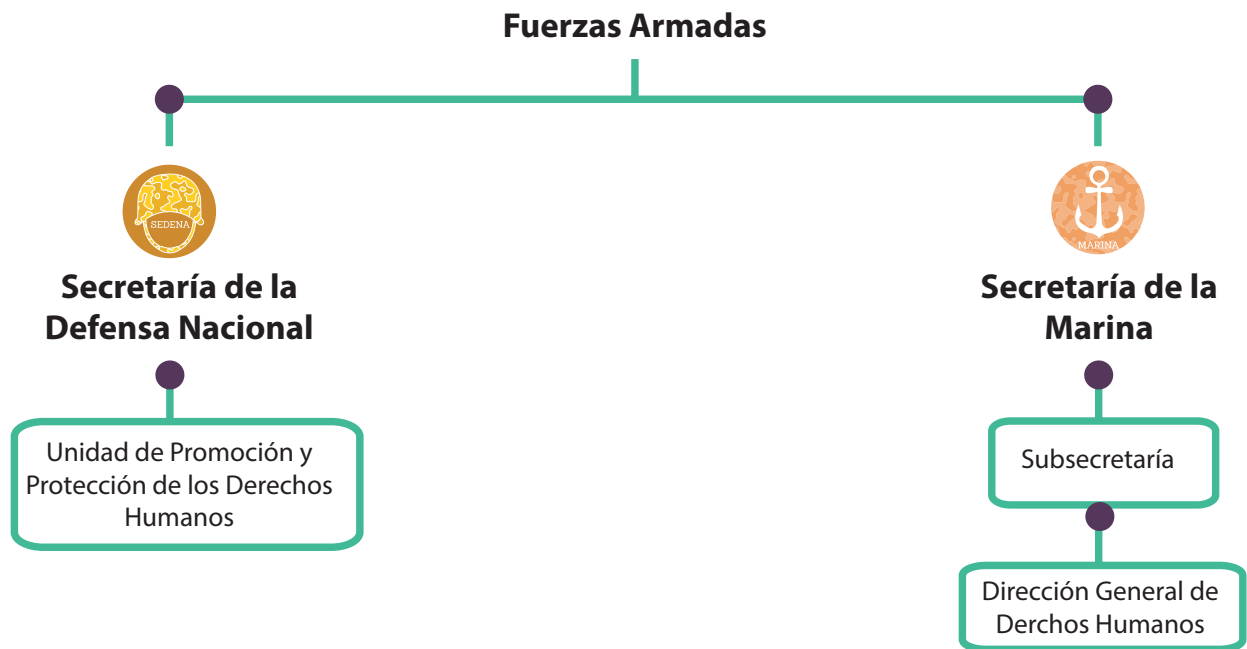 Fuerzas Armadas
SEDENA
Secretaría de la
Defensa Nacional
Unidad de Promoción y
Protección de los Derechos
Humanos
MARINA
Secretaría de la
Marina
Subsecretaría
Dirección General de
Derchos Humanos